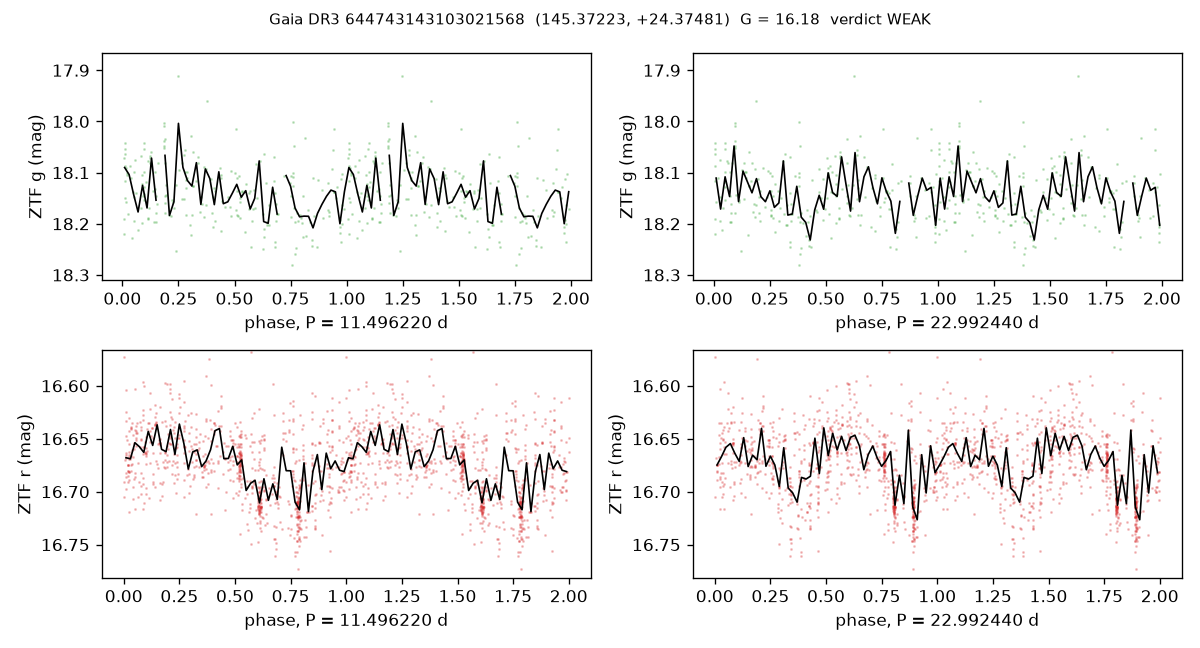 Gaia DR3 644743143103021568 (145.37223, +24.37481) G = 16.18 verdict WEAK
17.9
18.0
18.1
18.2
18.3
ZTF g (mag)
0.00 0.25 0.50 0.75 1.00 1.25 1.50 1.75 2.00
phase, P = 11.496220 d
17.9
18.0
18.1
18.2
18.3
ZTF g (mag)
0.00 0.25 0.50 0.75 1.00 1.25 1.50 1.75 2.00
phase, P = 22.992440 d
16.60
16.65
16.70
16.75
ZTF r (mag)
0.00 0.25 0.50 0.75 1.00 1.25 1.50 1.75 2.00
phase, P = 11.496220 d
16.60
16.65
16.70
16.75
ZTF r (mag)
0.00 0.25 0.50 0.75 1.00 1.25 1.50 1.75 2.00
phase, P = 22.992440 d